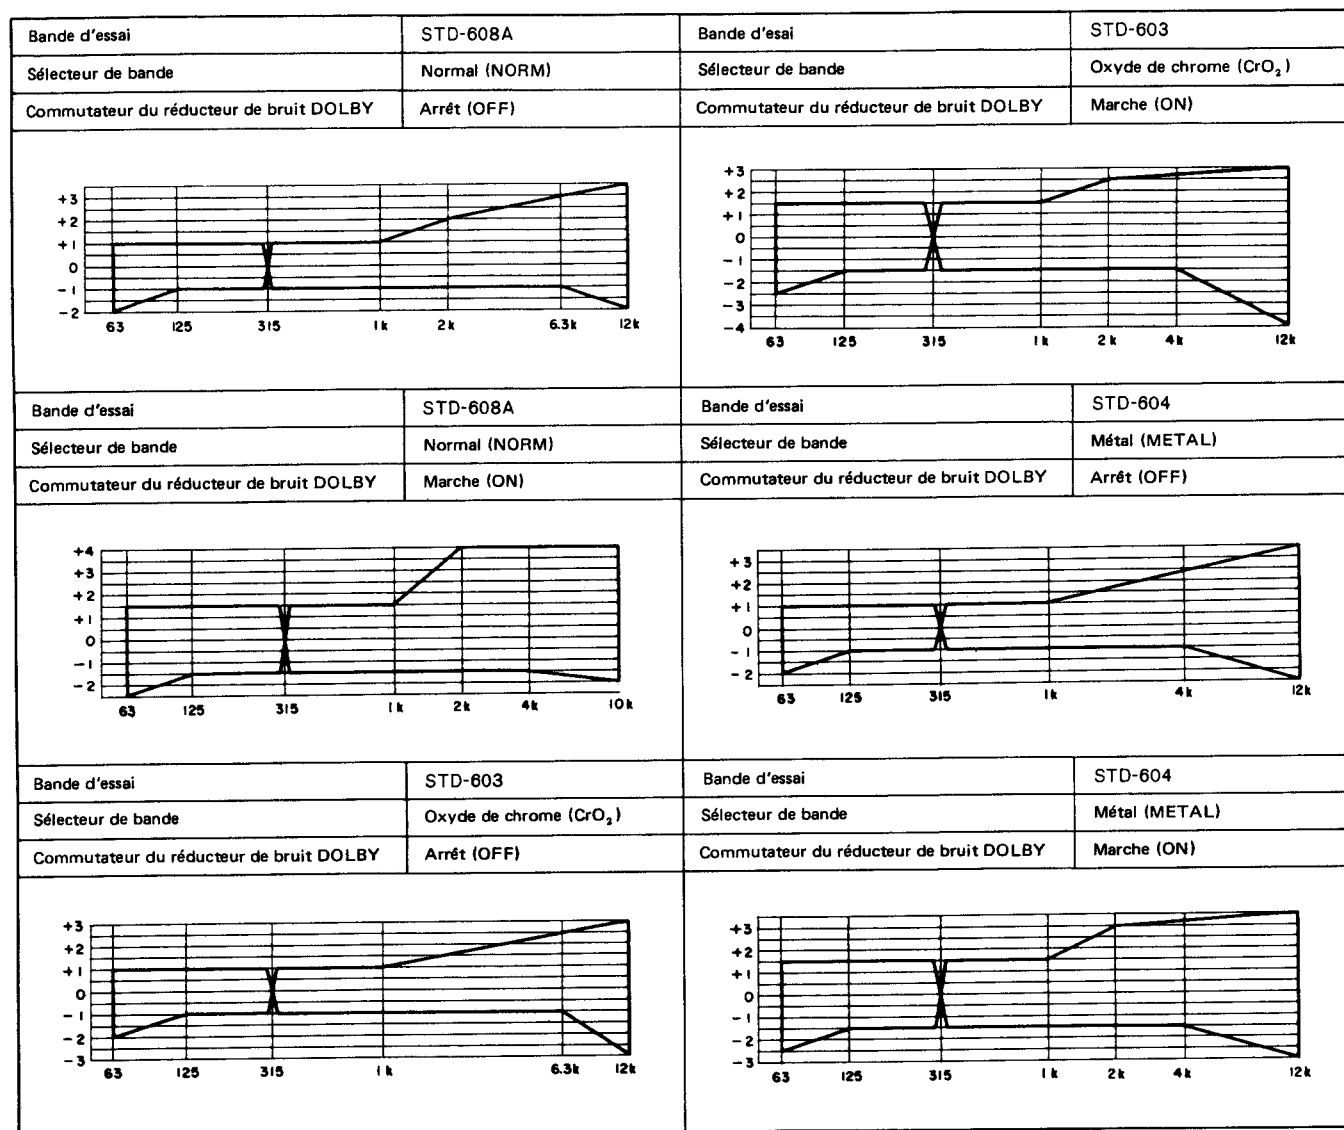 Bande d'essai STD-608A
Sélecteur de bande Normal (NORM)
Commutateur du réducteur de bruit DOLBY Arrêt (OFF)
+3
+2
+1
0
-1
-2
63 125 315 1k 2k 6.3k 12k
Bande d'esai STD-603
Sélecteur de bande Oxyde de chrome (CrO₂)
Commutateur du réducteur de bruit DOLBY Marche (ON)
+3
+2
+1
0
-1
-2
-3
-4
63 125 315 1k 2k 4k 12k
Bande d'essai STD-608A
Sélecteur de bande Normal (NORM)
Commutateur du réducteur de bruit DOLBY Marche (ON)
+4
+3
+2
+1
0
-1
-2
63 125 315 1k 2k 4k 10k
Bande d'essai STD-604
Sélecteur de bande Métal (METAL)
Commutateur du réducteur de bruit DOLBY Arrêt (OFF)
+3
+2
+1
0
-1
-2
63 125 315 1k 4k 12k
Bande d'essai STD-603
Sélecteur de bande Oxyde de chrome (CrO₂)
Commutateur du réducteur de bruit DOLBY Arrêt (OFF)
+3
+2
+1
0
-1
-2
-3
63 125 315 1k 6.3k 12k
Bande d'essai STD-604
Sélecteur de bande Métal (METAL)
Commutateur du réducteur de bruit DOLBY Marche (ON)
+3
+2
+1
0
-1
-2
-3
63 125 315 1k 2k 4k 12k